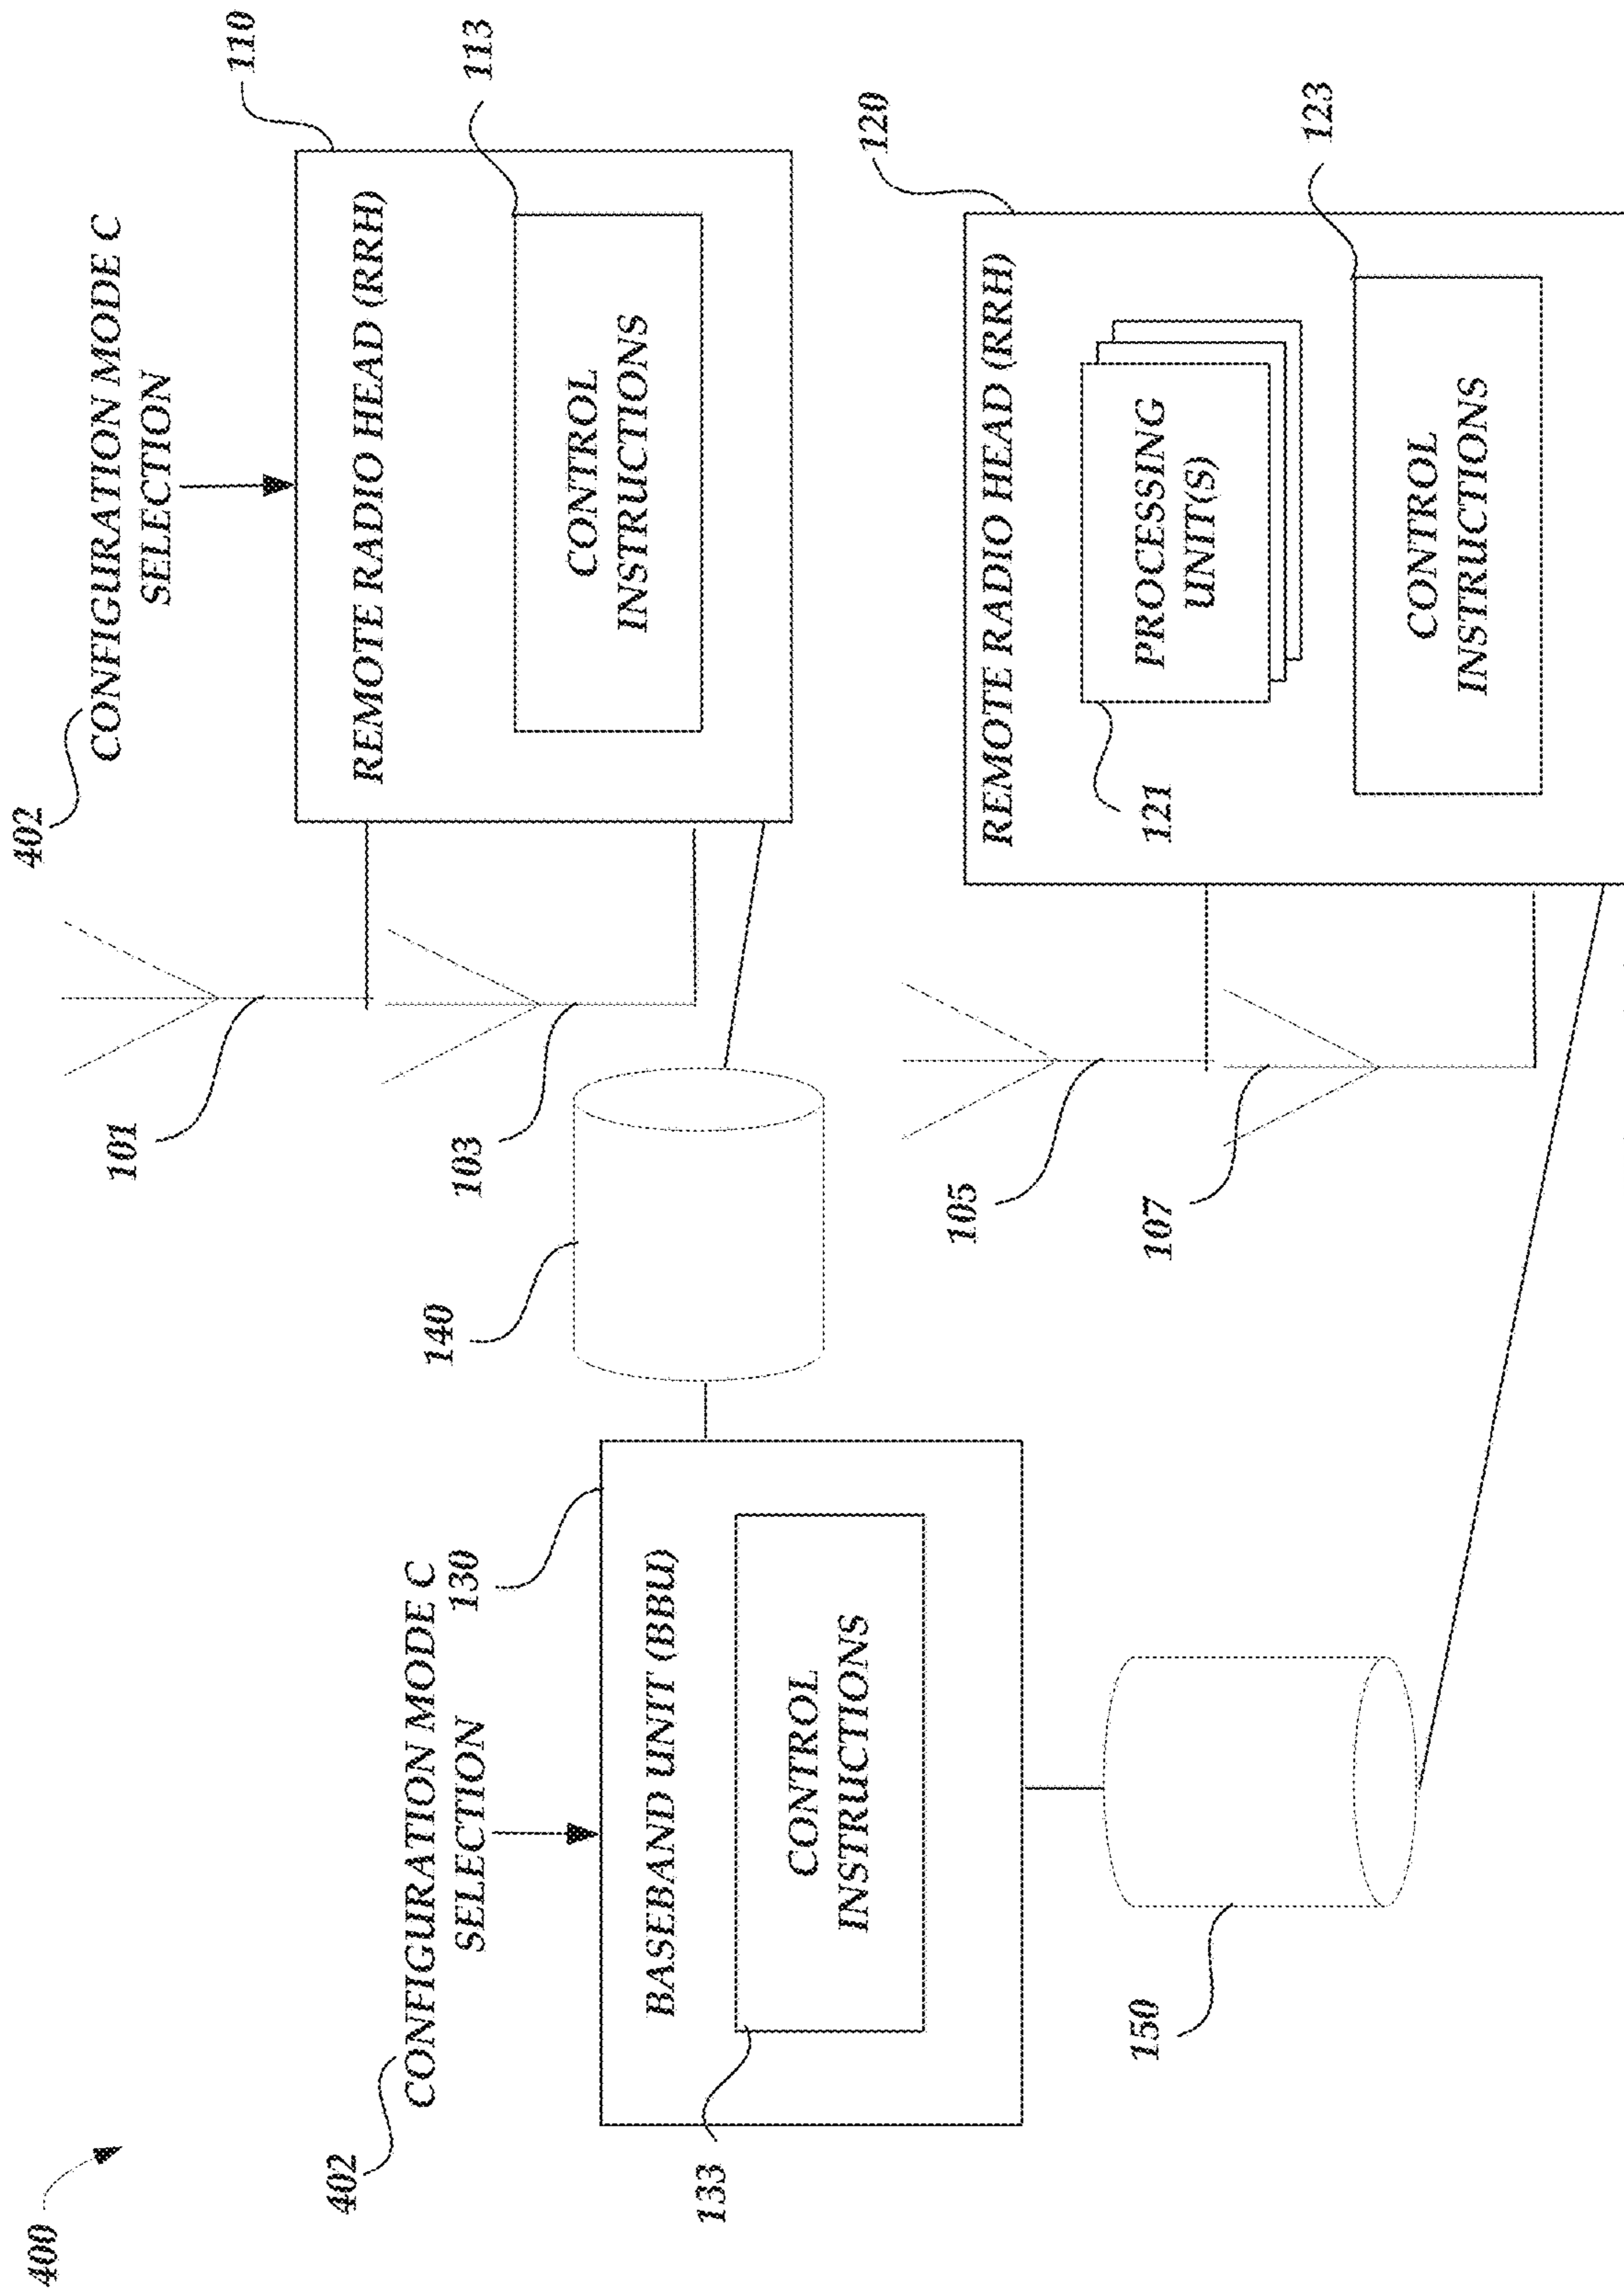 400
402
CONFIGURATION MODE C
SELECTION
130
BASEBAND UNIT (BBU)
CONTROL
INSTRUCTIONS
133
140
150
402
CONFIGURATION MODE C
SELECTION
110
REMOTE RADIO HEAD (RRH)
CONTROL
INSTRUCTIONS
113
101
103
120
REMOTE RADIO HEAD (RRH)
PROCESSING
UNIT(S)
121
CONTROL
INSTRUCTIONS
123
105
107